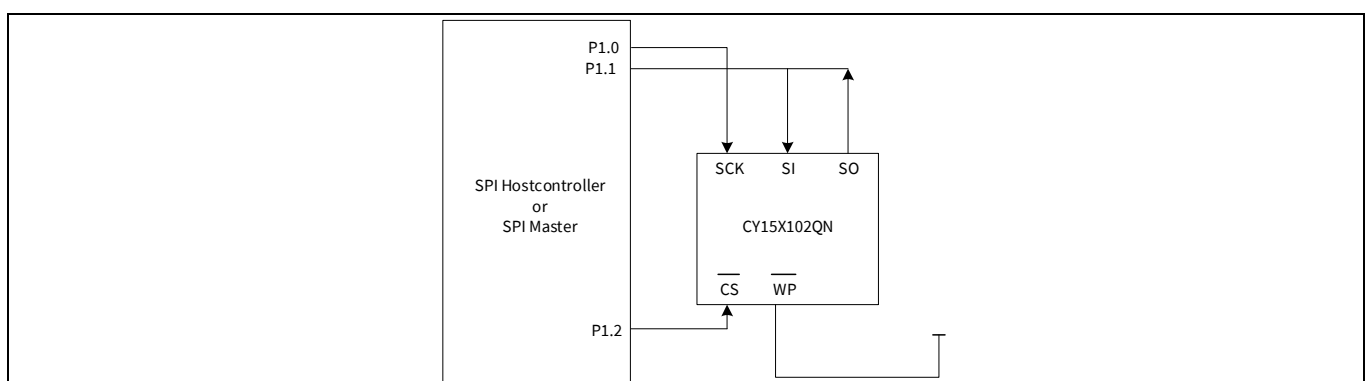 P1.0
P1.1
SCK SI SO
SPI Hostcontroller
or
SPI Master
CY15X102QN
CS WP
P1.2